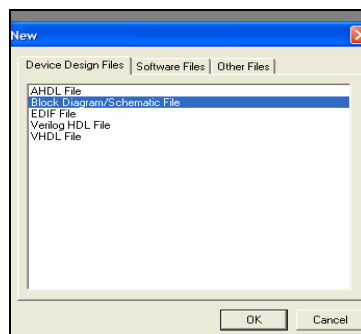 New
Device Design Files
Software Files
Other Files
AHDL File
Block Diagram/Schematic File
EDIF File
Verilog HDL File
VHDL File
OK
Cancel